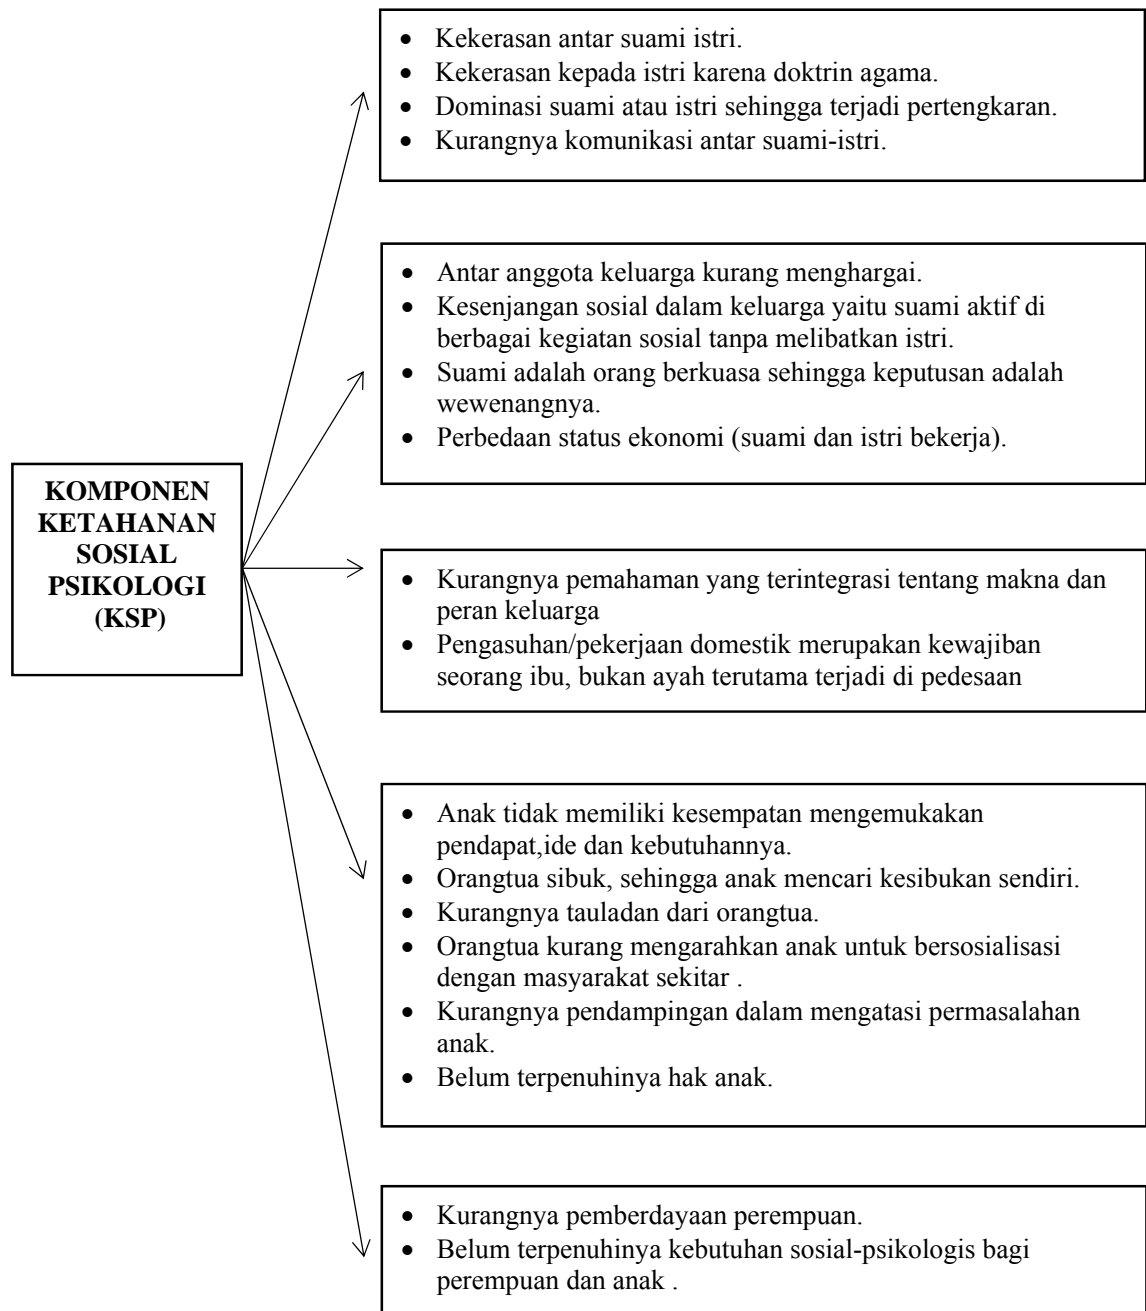 • Kekerasan antar suami istri.
• Kekerasan kepada istri karena doktrin agama.
• Dominasi suami atau istri sehingga terjadi pertengkaran.
• Kurangnya komunikasi antar suami-istri.
• Antar anggota keluarga kurang menghargai.
• Kesenjangan sosial dalam keluarga yaitu suami aktif di
berbagai kegiatan sosial tanpa melibatkan istri.
• Suami adalah orang berkuasa sehingga keputusan adalah
wewenangnya.
• Perbedaan status ekonomi (suami dan istri bekerja).
KOMPONEN
KETAHANAN
SOSIAL
PSIKOLOGI
(KSP)
• Kurangnya pemahaman yang terintegrasi tentang makna dan
peran keluarga
• Pengasuhan/pekerjaan domestik merupakan kewajiban
seorang ibu, bukan ayah terutama terjadi di pedesaan
• Anak tidak memiliki kesempatan mengemukakan
pendapat,ide dan kebutuhannya.
• Orangtua sibuk, sehingga anak mencari kesibukan sendiri.
• Kurangnya tauladan dari orangtua.
• Orangtua kurang mengarahkan anak untuk bersosialisasi
dengan masyarakat sekitar .
• Kurangnya pendampingan dalam mengatasi permasalahan
anak.
• Belum terpenuhinya hak anak.
• Kurangnya pemberdayaan perempuan.
• Belum terpenuhinya kebutuhan sosial-psikologis bagi
perempuan dan anak .